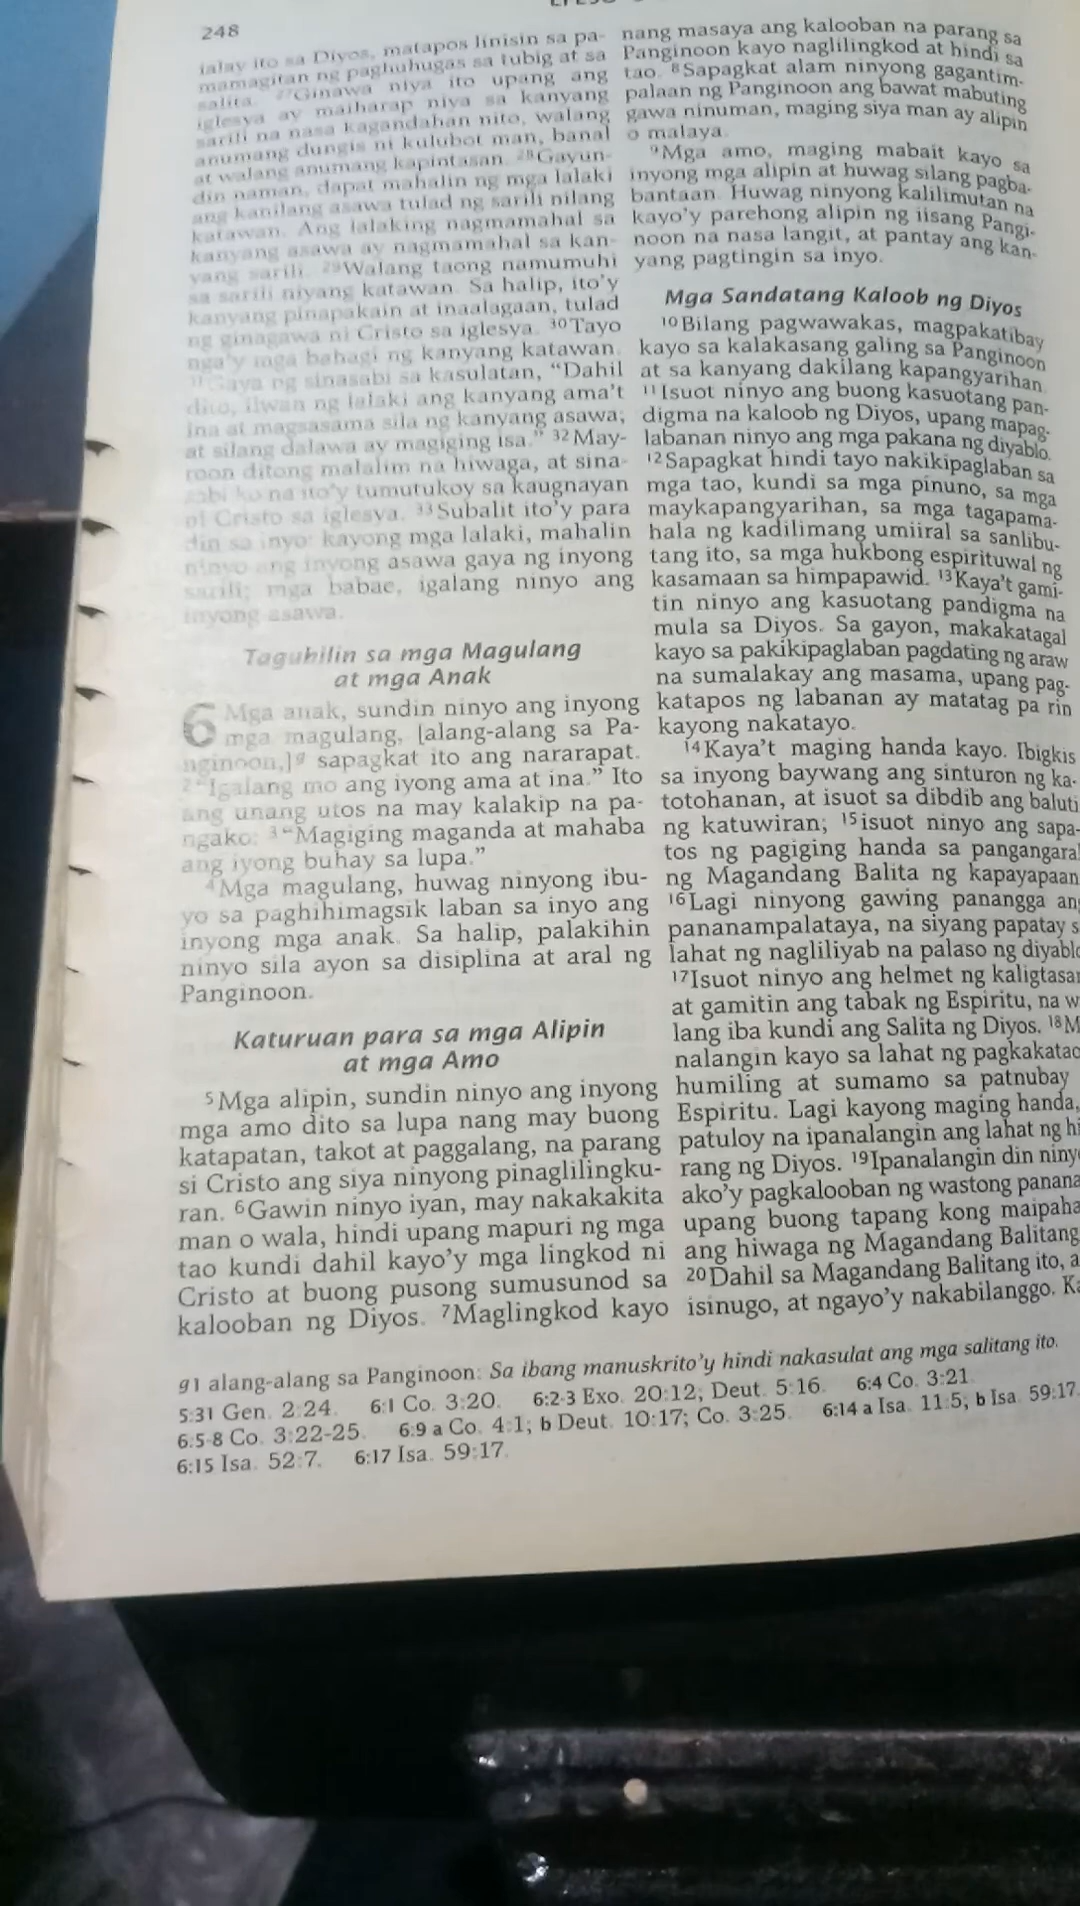 248
ialay ito sa Diyos, matapos linisin sa pa-
mamagitan ng paghuhugas sa tubig at sa
salita. 27Ginawa niya ito upang ang
iglesya ay maiharap niya sa kanyang
sarili na nasa kagandahan nito, walang
anumang dungis ni kulubot man, banal
at walang anumang kapintasan. 28Gayun-
din naman, dapat mahalin ng mga lalaki
ang kanilang asawa tulad ng sarili nilang
katawan. Ang lalaking nagmamahal sa
kanyang asawa ay nagmamahal sa kan-
yang sarili. 29Walang taong namumuhi
sa sarili niyang katawan. Sa halip, ito'y
kanyang pinapakain at inaalagaan, tulad
ng ginagawa ni Cristo sa iglesya. 30Tayo
nga'y mga bahagi ng kanyang katawan.
31Gaya ng sinasabi sa kasulatan, “Dahil
dito, iiwan ng lalaki ang kanyang ama't
ina at magsasama sila ng kanyang asawa;
at silang dalawa ay magiging isa.” 32May-
roon ditong malalim na hiwaga, at sina-
sabi ko na ito'y tumutukoy sa kaugnayan
ni Cristo sa iglesya. 33Subalit ito'y para
din sa inyo: kayong mga lalaki, mahalin
ninyo ang inyong asawa gaya ng inyong
sarili; mga babae, igalang ninyo ang
inyong asawa.
Tagubilin sa mga Magulang
at mga Anak
6 Mga anak, sundin ninyo ang inyong
mga magulang, [alang-alang sa Pa-
nginoon,]g sapagkat ito ang nararapat.
2“Igalang mo ang iyong ama at ina.” Ito
ang unang utos na may kalakip na pa-
ngako: 3“Magiging maganda at mahaba
ang iyong buhay sa lupa.”
4Mga magulang, huwag ninyong ibu-
yo sa paghihimagsik laban sa inyo ang
inyong mga anak. Sa halip, palakihin
ninyo sila ayon sa disiplina at aral ng
Panginoon.
Katuruan para sa mga Alipin
at mga Amo
5Mga alipin, sundin ninyo ang inyong
mga amo dito sa lupa nang may buong
katapatan, takot at paggalang, na parang
si Cristo ang siya ninyong pinaglilingku-
ran. 6Gawin ninyo iyan, may nakakakita
man o wala, hindi upang mapuri ng mga
tao kundi dahil kayo'y mga lingkod ni
Cristo at buong pusong sumusunod sa
kalooban ng Diyos. 7Maglingkod kayo
nang masaya ang kalooban na parang sa
Panginoon kayo naglilingkod at hindi sa
tao. 8Sapagkat alam ninyong gagantim-
palaan ng Panginoon ang bawat mabuting
gawa ninuman, maging siya man ay alipin
o malaya.
9Mga amo, maging mabait kayo sa
inyong mga alipin at huwag silang pagba-
bantaan. Huwag ninyong kalilimutan na
kayo'y parehong alipin ng iisang Pangi-
noon na nasa langit, at pantay ang kan-
yang pagtingin sa inyo.
Mga Sandatang Kaloob ng Diyos
10Bilang pagwawakas, magpakatibay
kayo sa kalakasang galing sa Panginoon
at sa kanyang dakilang kapangyarihan.
11Isuot ninyo ang buong kasuotang pan-
digma na kaloob ng Diyos, upang mapag-
labanan ninyo ang mga pakana ng diyablo.
12Sapagkat hindi tayo nakikipaglaban sa
mga tao, kundi sa mga pinuno, sa mga
maykapangyarihan, sa mga tagapama-
hala ng kadilimang umiiral sa sanlibu-
tang ito, sa mga hukbong espirituwal ng
kasamaan sa himpapawid. 13Kaya't gami-
tin ninyo ang kasuotang pandigma na
mula sa Diyos. Sa gayon, makakatagal
kayo sa pakikipaglaban pagdating ng araw
na sumalakay ang masama, upang pag-
katapos ng labanan ay matatag pa rin
kayong nakatayo.
14Kaya't maging handa kayo. Ibigkis
sa inyong baywang ang sinturon ng ka-
totohanan, at isuot sa dibdib ang baluti
ng katuwiran; 15isuot ninyo ang sapa-
tos ng pagiging handa sa pangangaral
ng Magandang Balita ng kapayapaan
16Lagi ninyong gawing panangga an
pananampalataya, na siyang papatay s
lahat ng nagliliyab na palaso ng diyablo
17Isuot ninyo ang helmet ng kaligtasan
at gamitin ang tabak ng Espiritu, na w
lang iba kundi ang Salita ng Diyos. 18M
nalangin kayo sa lahat ng pagkakatao
humiling at sumamo sa patnubay
Espiritu. Lagi kayong maging handa,
patuloy na ipanalangin ang lahat ng hi
rang ng Diyos. 19Ipanalangin din niny
ako'y pagkalooban ng wastong panana
upang buong tapang kong maipaha
ang hiwaga ng Magandang Balitang
20Dahil sa Magandang Balitang ito, a
isinugo, at ngayo'y nakabilanggo. Ka
g1 alang-alang sa Panginoon: Sa ibang manuskrito'y hindi nakasulat ang mga salitang ito.
5:31 Gen. 2:24. 6:1 Co. 3:20. 6:2-3 Exo. 20:12; Deut. 5:16. 6:4 Co. 3:21.
6:5-8 Co. 3:22-25. 6:9 a Co. 4:1; b Deut. 10:17; Co. 3:25. 6:14 a Isa. 11:5; b Isa. 59:17.
6:15 Isa. 52:7. 6:17 Isa. 59:17.